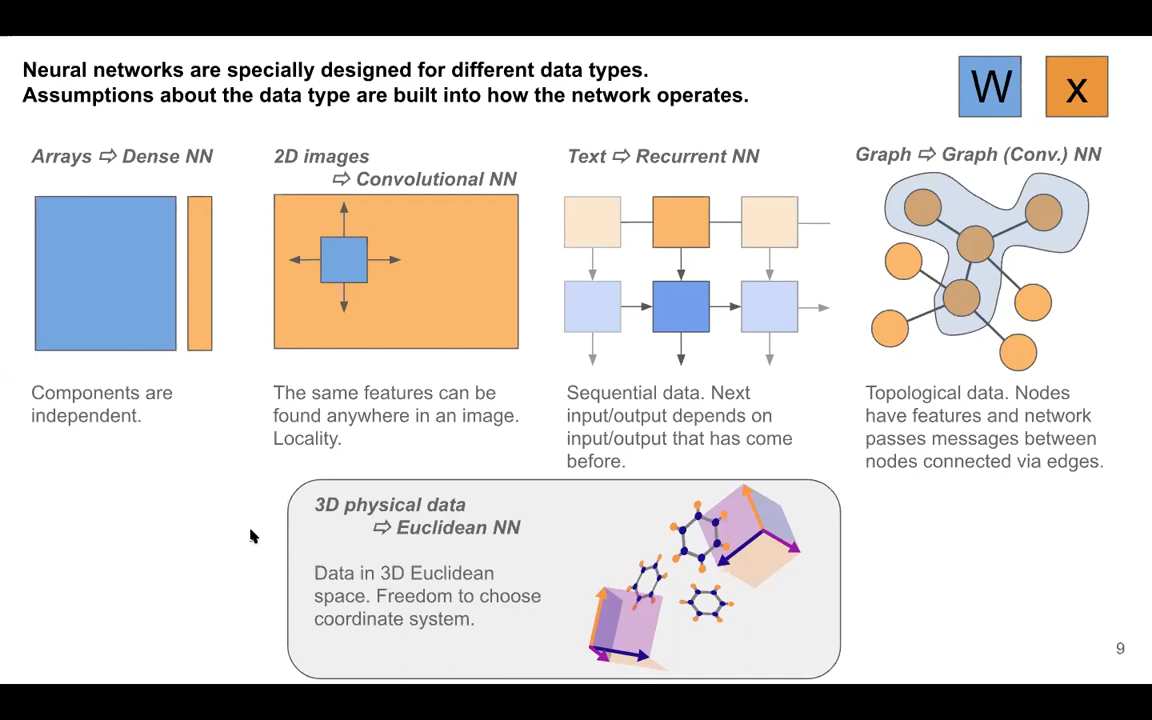 Neural networks are specially designed for different data types.
Assumptions about the data type are built into how the network operates.
W
x
Arrays ⇨ Dense NN
Components are
independent.
2D images
⇨ Convolutional NN
The same features can be
found anywhere in an image.
Locality.
Text ⇨ Recurrent NN
Sequential data. Next
input/output depends on
input/output that has come
before.
Graph ⇨ Graph (Conv.) NN
Topological data. Nodes
have features and network
passes messages between
nodes connected via edges.
3D physical data
⇨ Euclidean NN
Data in 3D Euclidean
space. Freedom to choose
coordinate system.
9